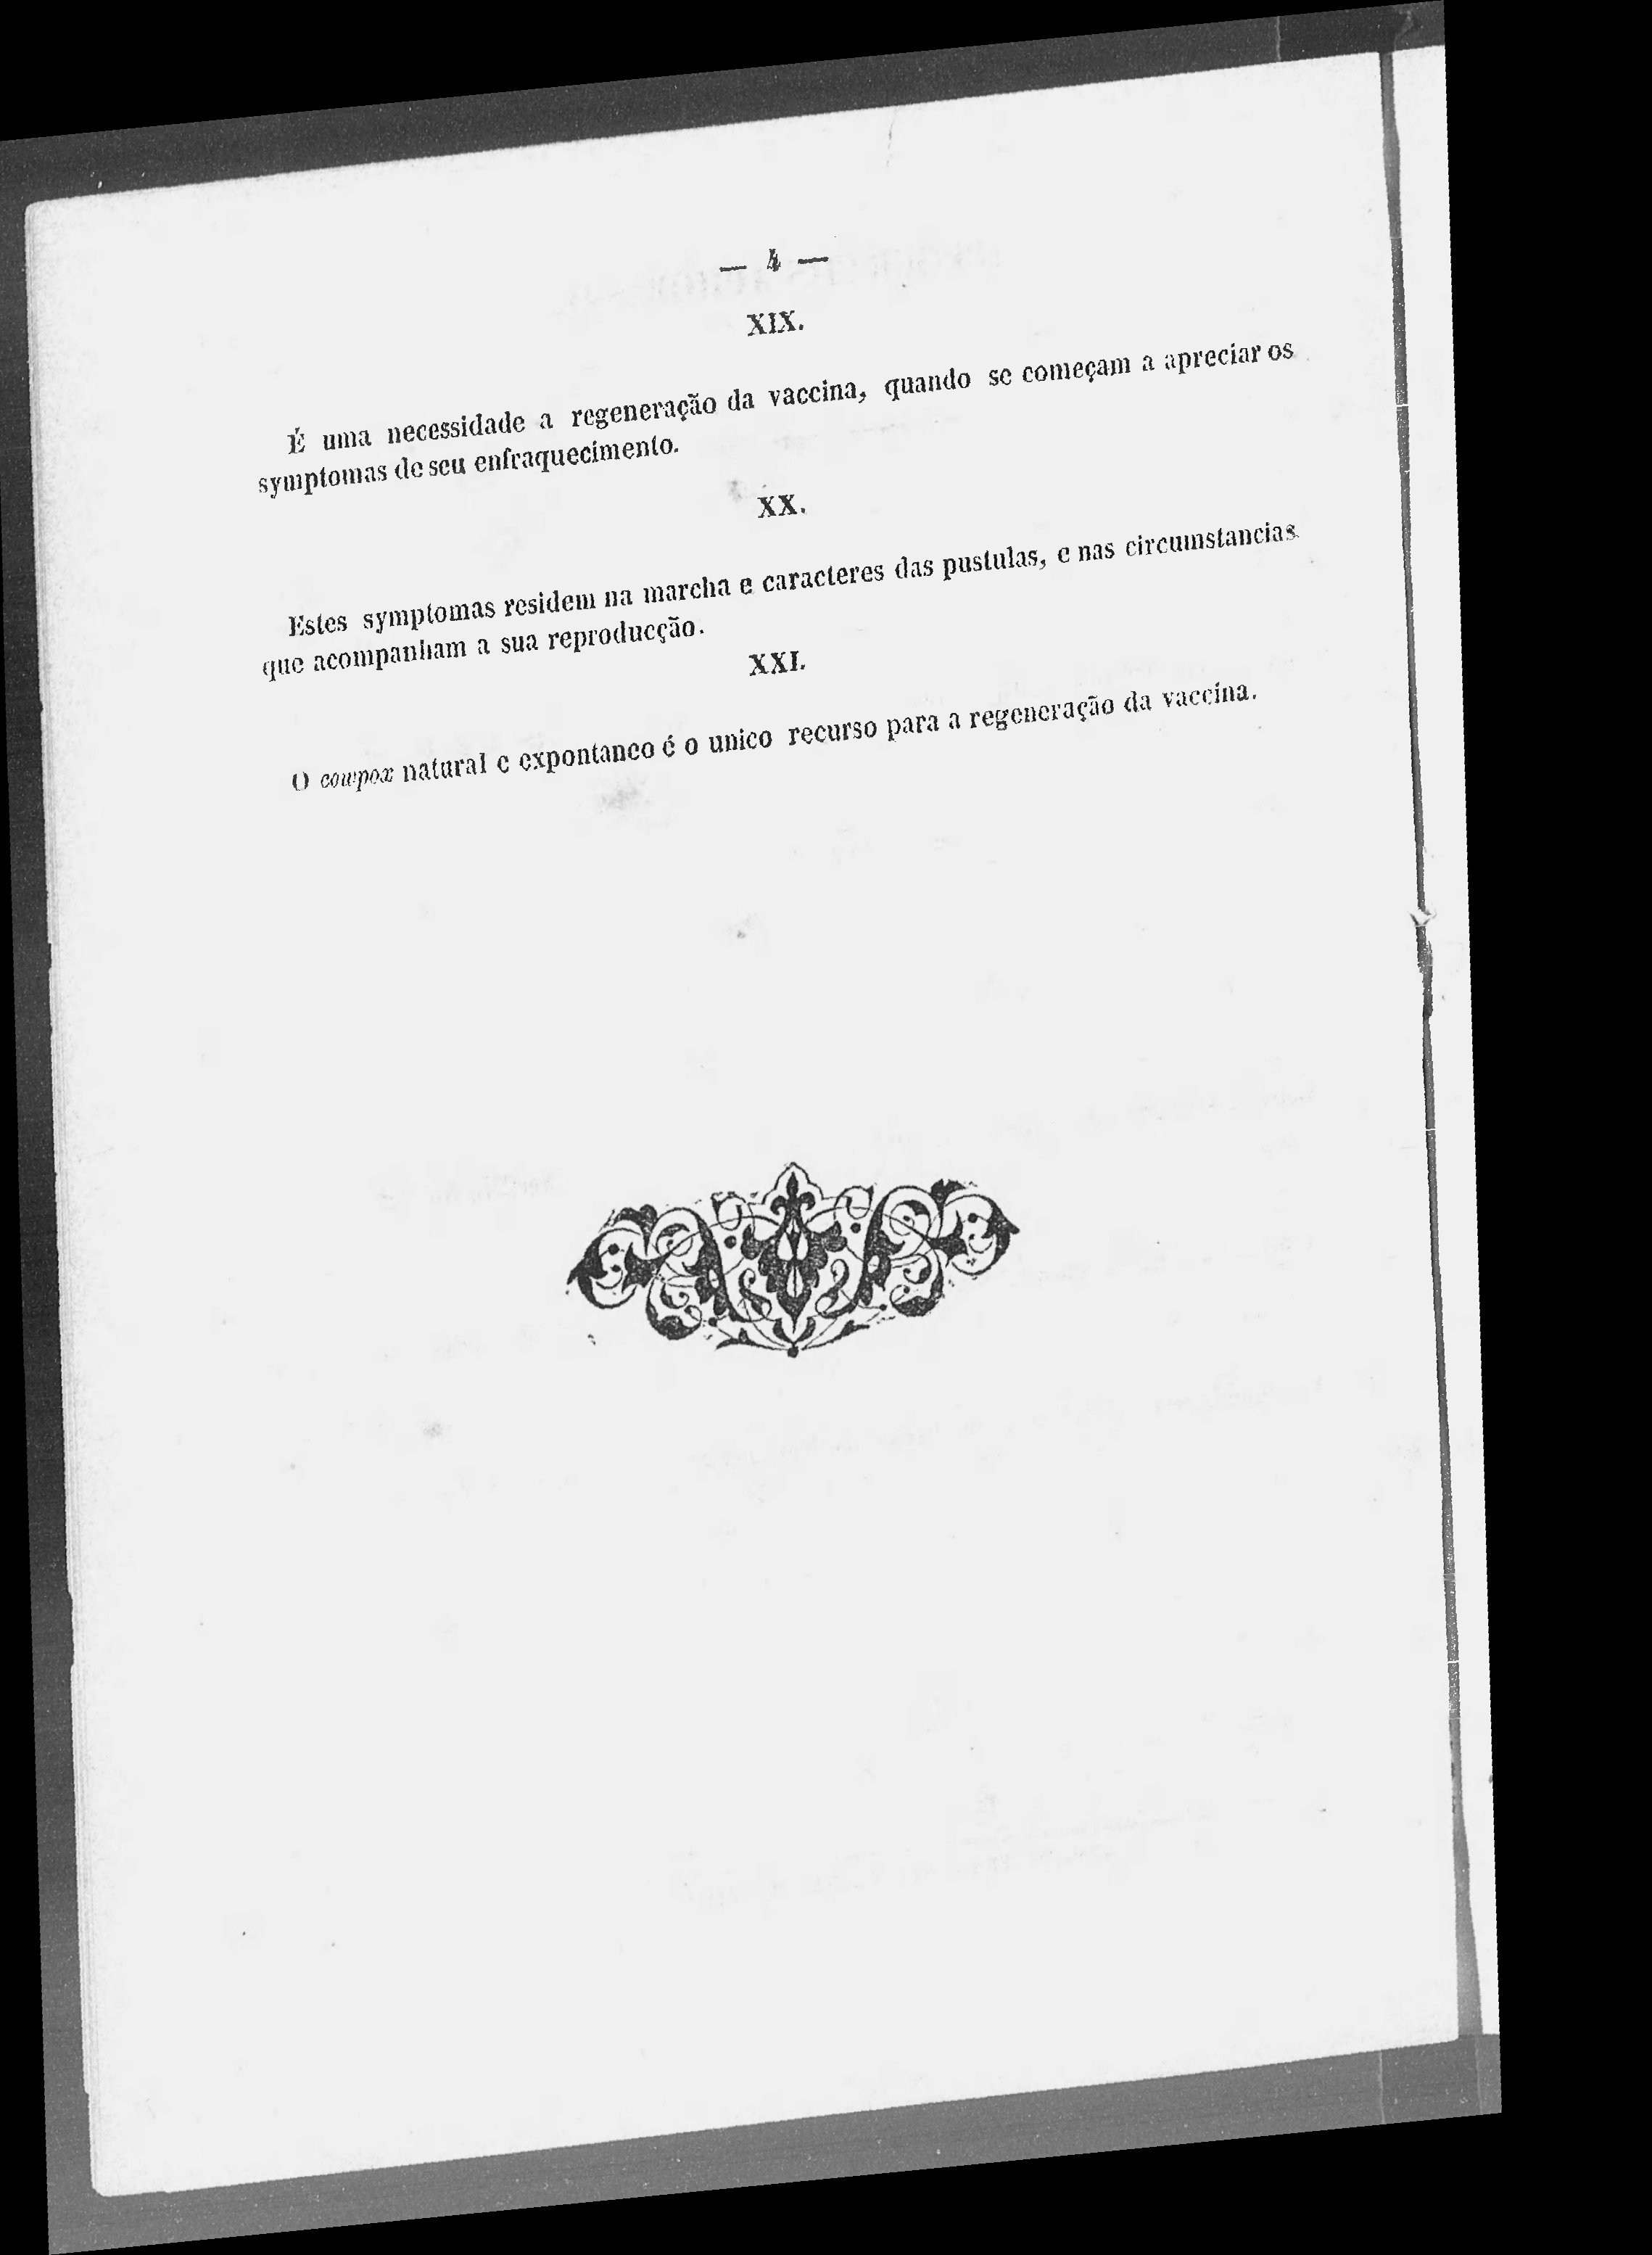 — 4 —
XIX.
É uma necessidade a regeneração da vaccina, quando se começam a apreciar os
symptomas de seu enfraquecimento.
XX.
Estes symptomas residem na marcha e caracteres das pustulas, e nas circumstancias
que acompanham a sua reproducção.
XXI.
O cowpox natural e expontaneo é o unico recurso para a regeneração da vaccina.